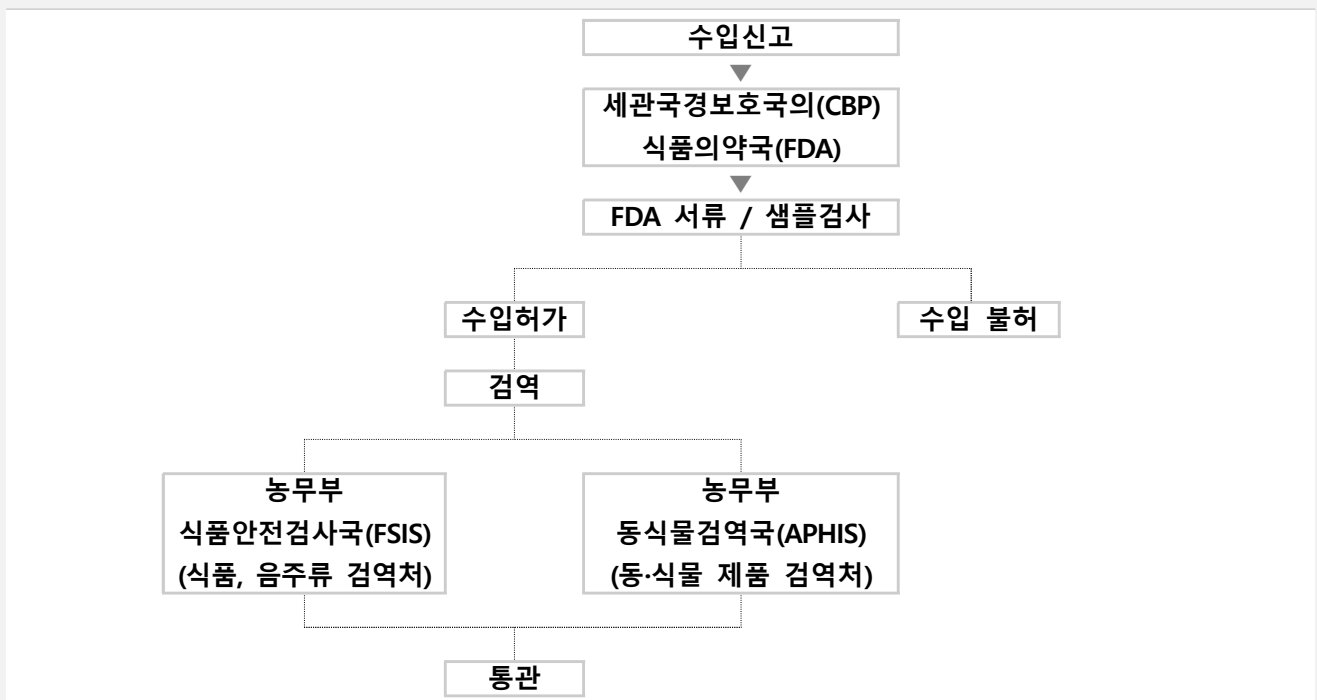 수입신고
세관국경보호국의(CBP)
식품의약국(FDA)
FDA 서류 / 샘플검사
수입허가
수입 불허
검역
농무부
식품안전검사국(FSIS)
(식품, 음주류 검역처)
농무부
동식물검역국(APHIS)
(동·식물 제품 검역처)
통관